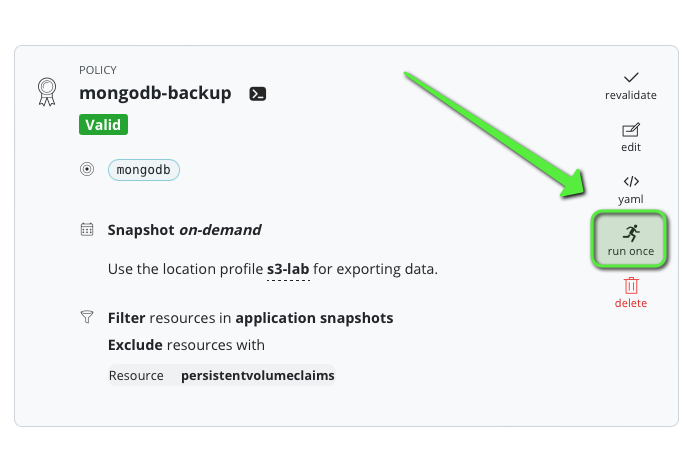 POLICY
mongodb-backup
Valid
mongodb
Snapshot on-demand
Use the location profile s3-lab for exporting data.
Filter resources in application snapshots
Exclude resources with
Resource persistentvolumeclaims
revalidate
edit
yaml
run once
delete